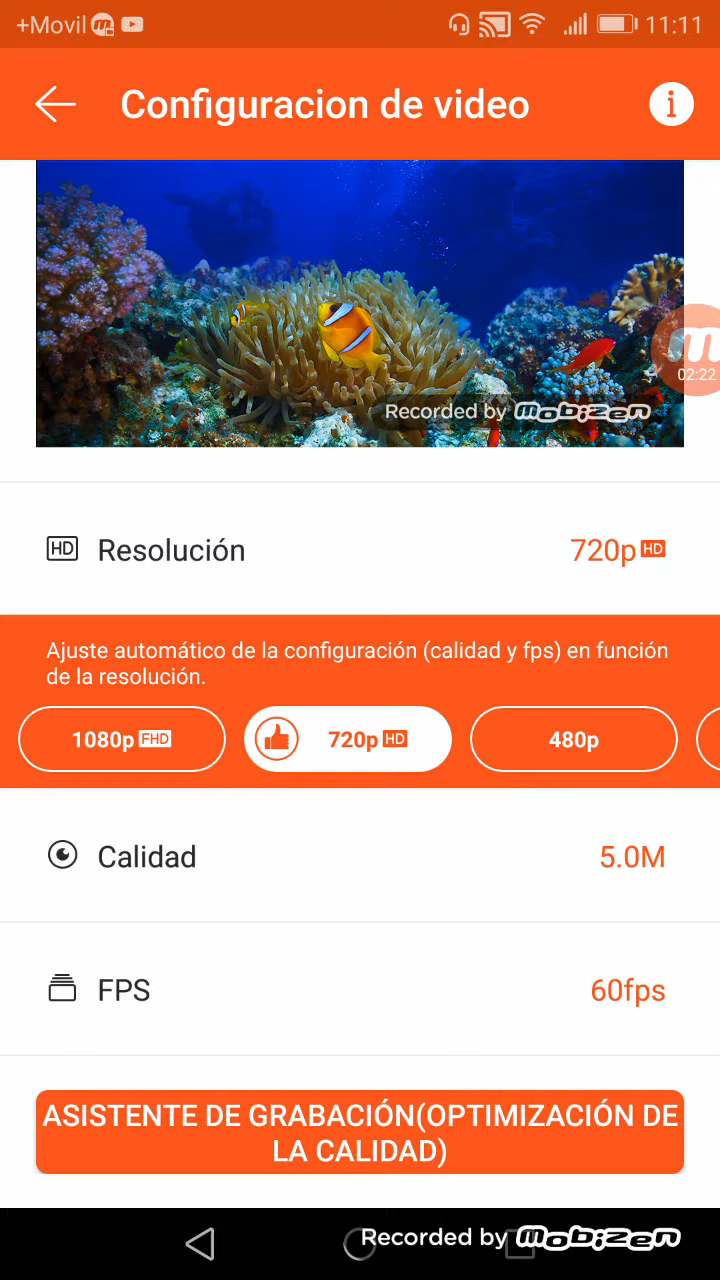 +Movil 11:11
Configuracion de video
02:22
Recorded by mobizen
HD Resolución 720p HD
Ajuste automático de la configuración (calidad y fps) en función
de la resolución.
1080p FHD 720p HD 480p
Calidad 5.0M
FPS 60fps
ASISTENTE DE GRABACIÓN(OPTIMIZACIÓN DE
LA CALIDAD)
Recorded by mobizen